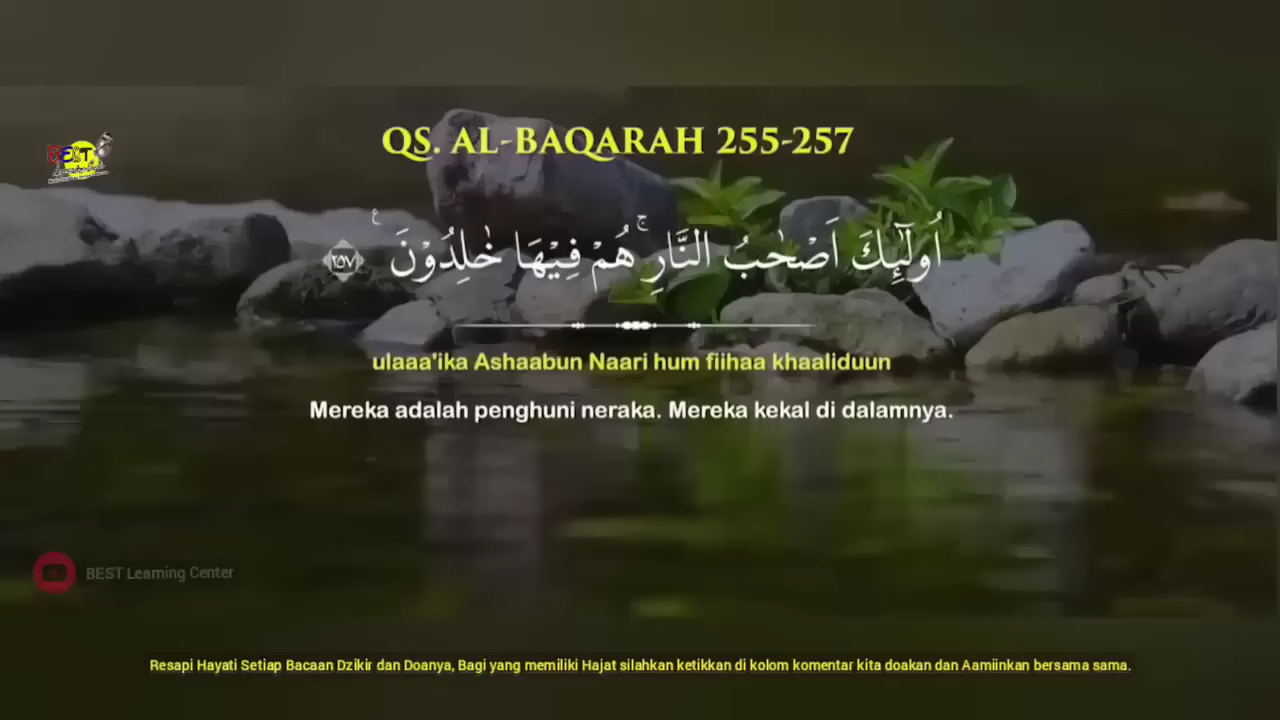 QS. AL-BAQARAH 255-257
BEST
اُولٰۤىِٕكَ اَصْحٰبُ النَّارِۚ هُمْ فِيْهَا خٰلِدُوْنَ ࣖ ٢٥٧
ulaaa'ika Ashaabun Naari hum fiihaa khaaliduun
Mereka adalah penghuni neraka. Mereka kekal di dalamnya.
BEST Learning Center
Resapi Hayati Setiap Bacaan Dzikir dan Doanya, Bagi yang memiliki Hajat silahkan ketikkan di kolom komentar kita doakan dan Aamiinkan bersama sama.